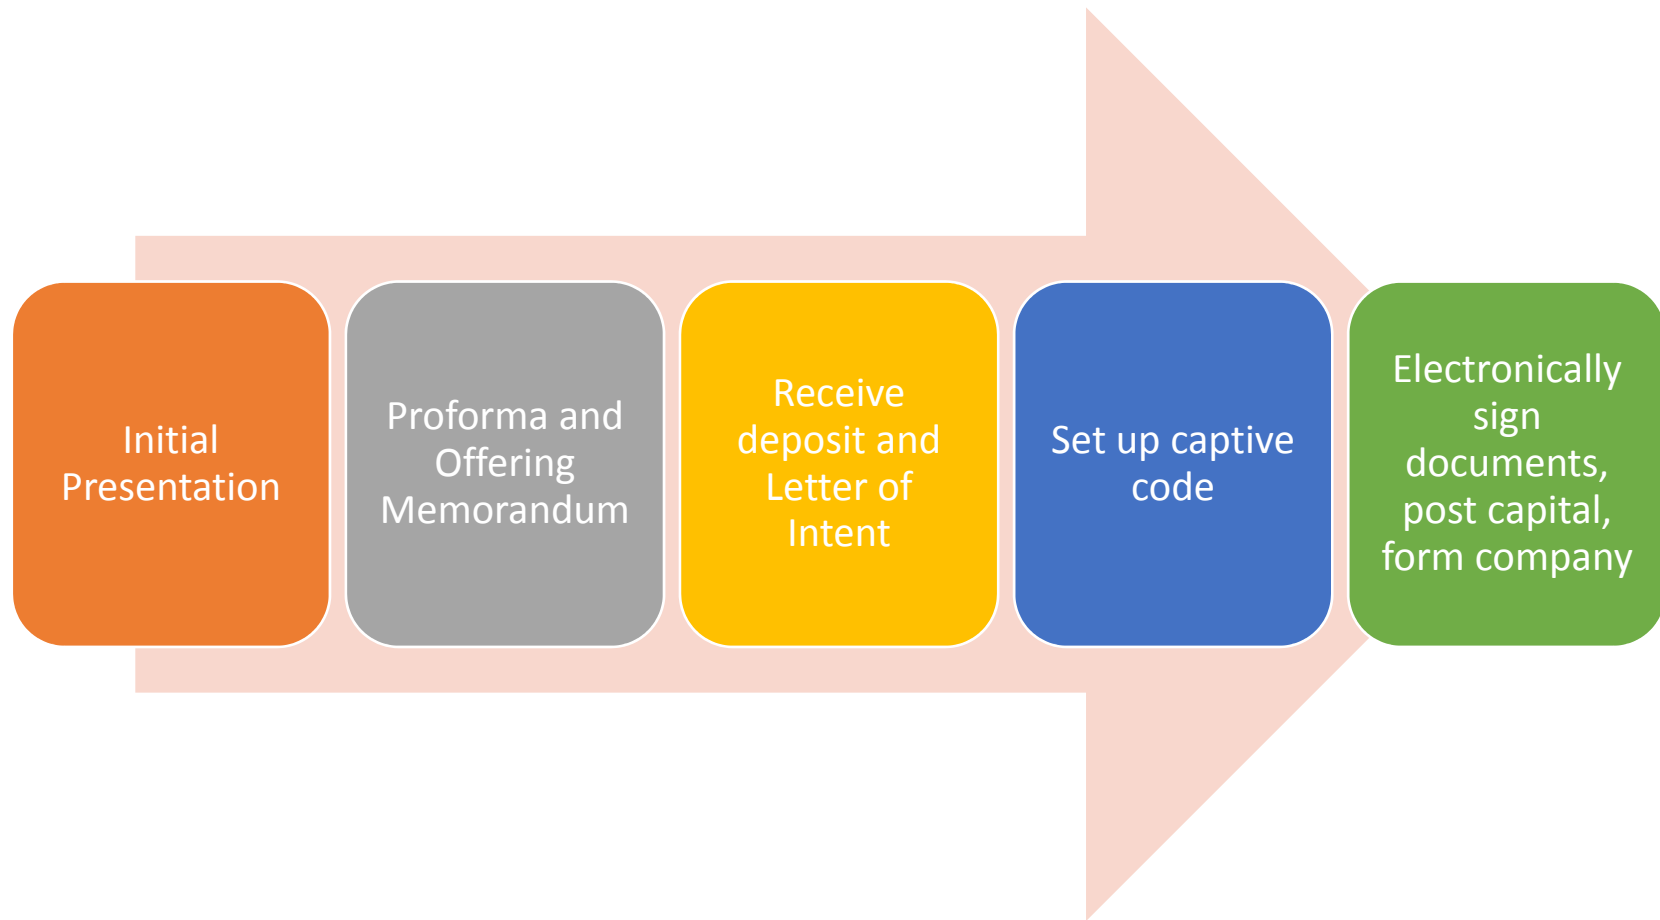 Initial
Presentation
Proforma and
Offering
Memorandum
Receive
deposit and
Letter of
Intent
Set up captive
code
Electronically
sign
documents,
post capital,
form company